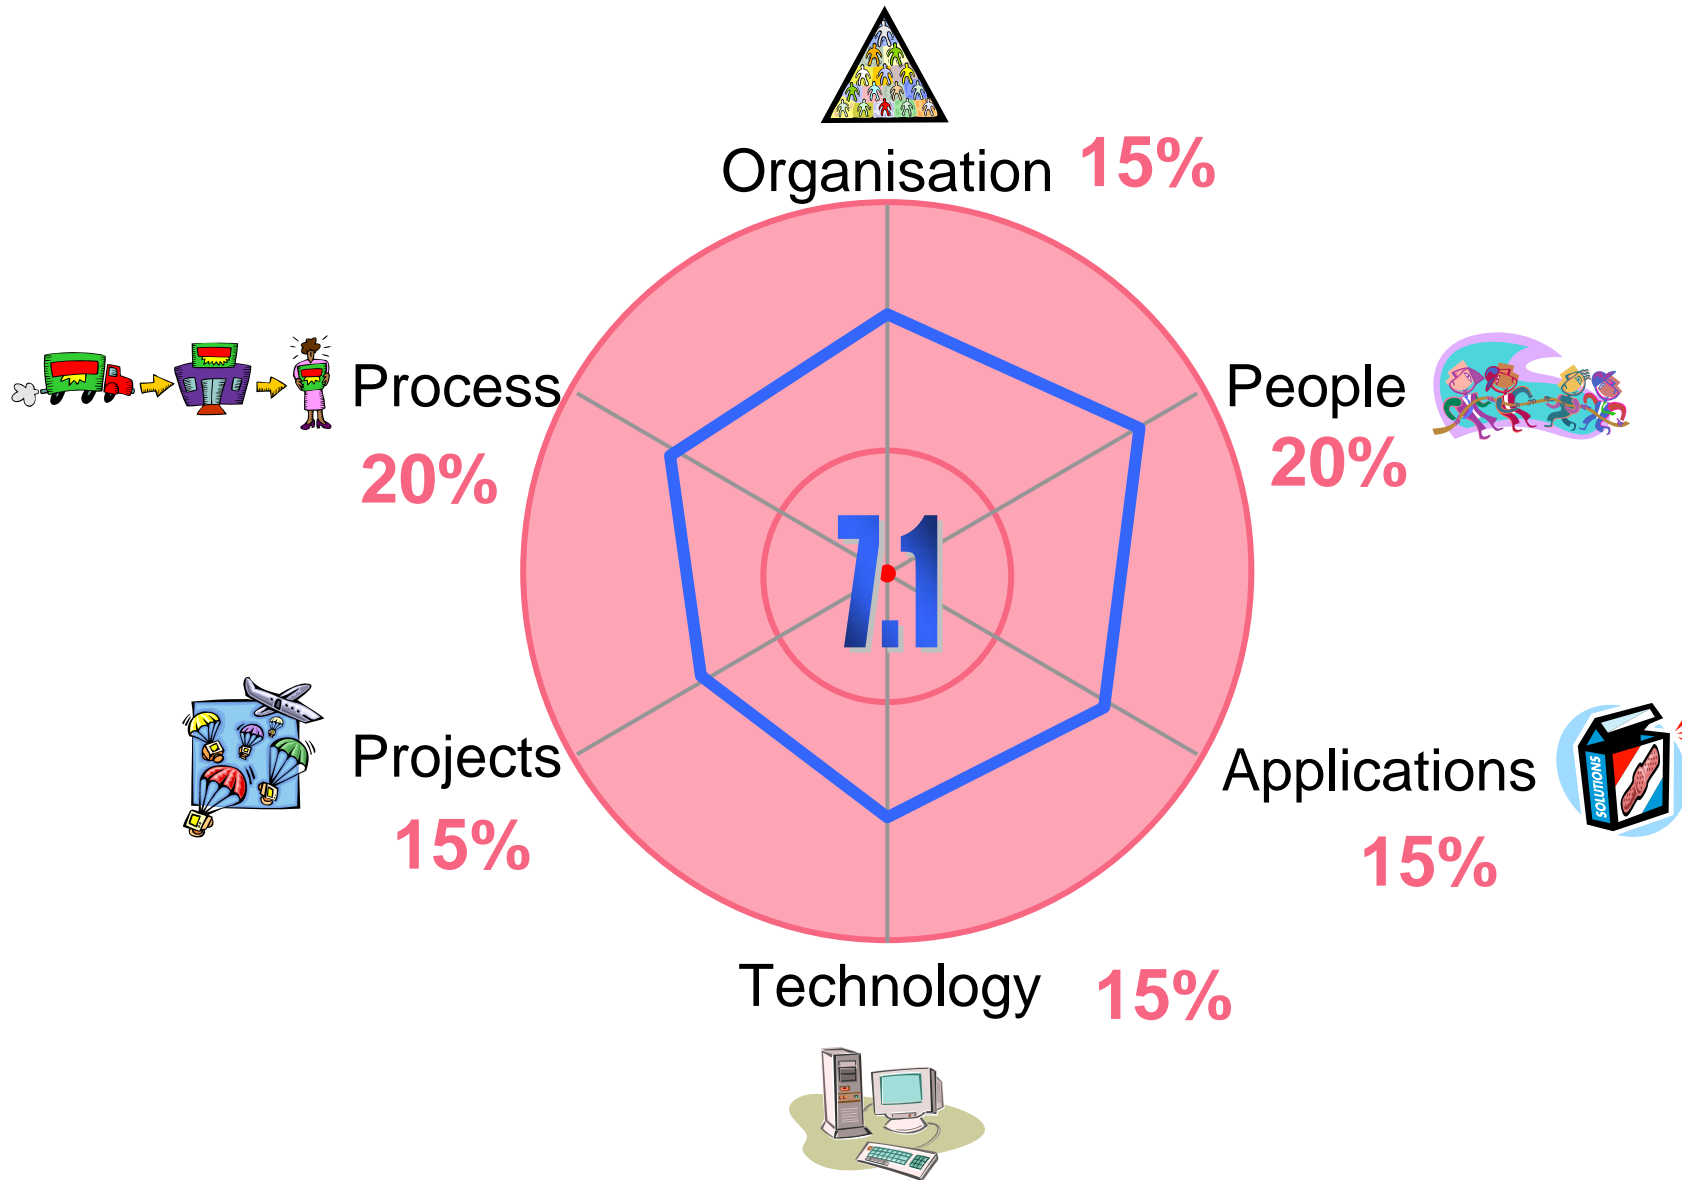 Organisation 15%
Process
20%
People
20%
7.1
Projects
15%
Applications
15%
SOLUTIONS
Technology 15%